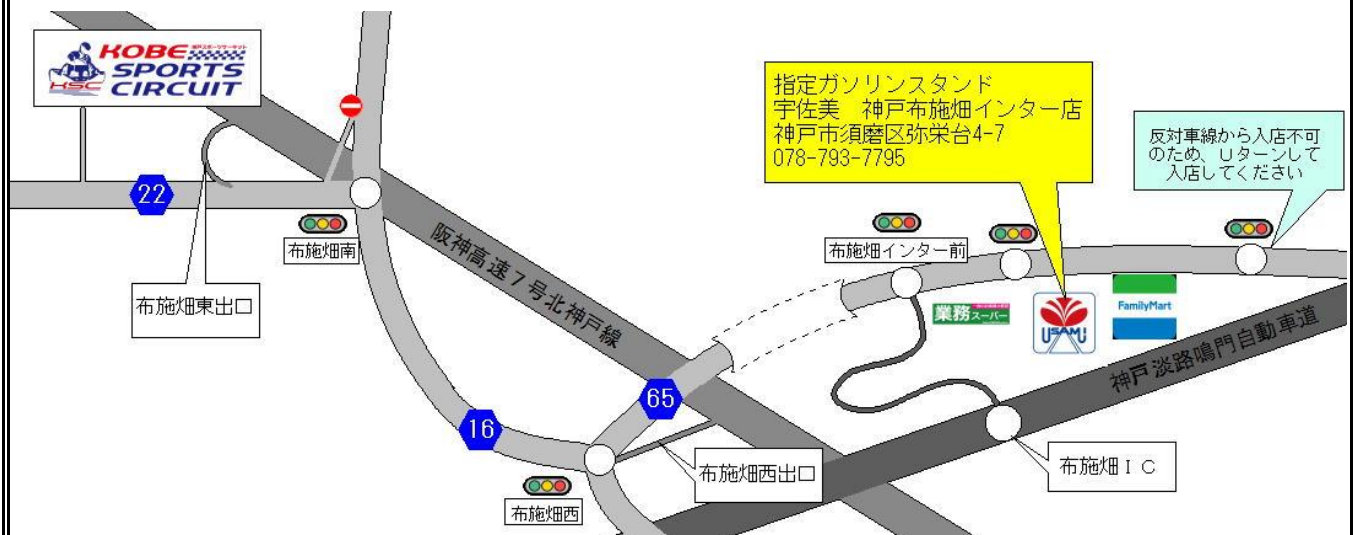 KOBE
SPORTS
CIRCUIT
KSC
指定ガソリンスタンド
宇佐美 神戸布施畑インター店
神戸市須磨区弥栄台4-7
078-793-7795
反対車線から入店不可
のため、Uターンして
入店してください
22
布施畑南
布施畑東出口
阪神高速7号北神戸線
布施畑インター前
業務スーパー
USAMI
FamilyMart
神戸淡路鳴門自動車道
65
16
布施畑西出口
布施畑IC
布施畑西